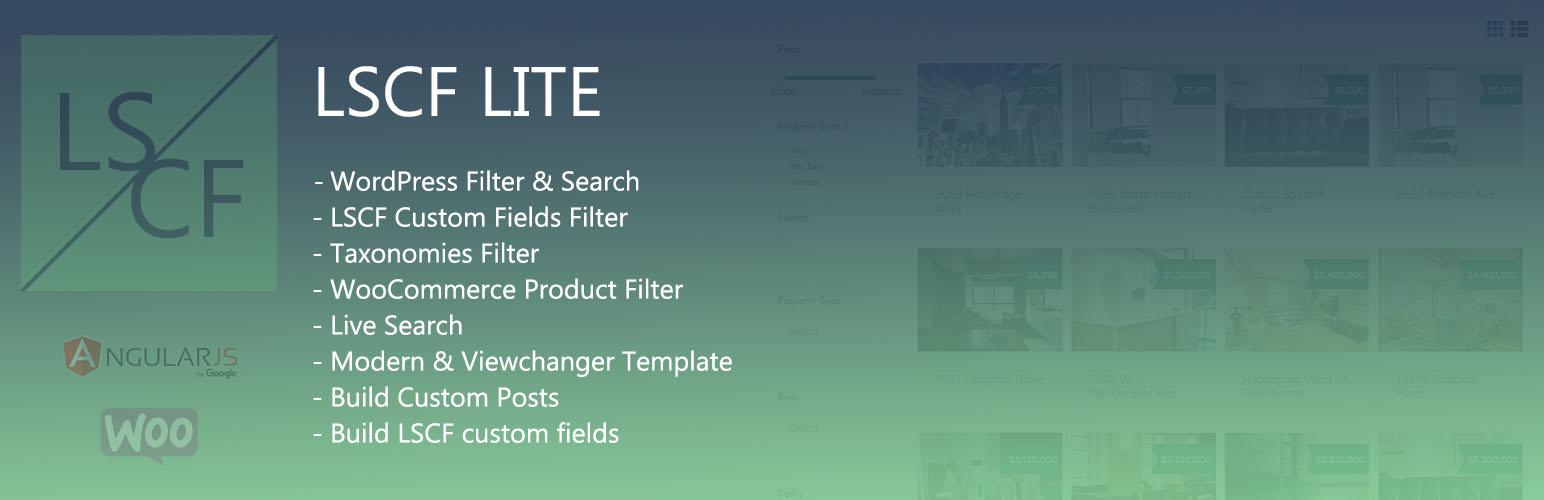 LS
CF
ANGULARJS
by Google
Woo
LSCF LITE
- WordPress Filter & Search
- LSCF Custom Fields Filter
- Taxonomies Filter
- WooCommerce Product Filter
- Live Search
- Modern & Viewchanger Template
- Build Custom Posts
- Build LSCF custom fields
Price
$1000
Property Status
Any
For Sale
Rentals
Search
Property Type
Select
Beds
Select
Baths
$7,795
$7,999
$6,500
$5,250
3051 Hollyridge
drive
1939 North Hobart
Boulevard
Classic Spanish
home
8697 Franklin Ave
$6,999
$1,120,000
$3,400,000
$4,600,000
1957 Laughlin Drive
7301 W.
Manchester Ave
Happening West LA
Townhome
13219 Dobbins
Place
$3,120,000
$3,320,000
$2,220,000
$3,200,000